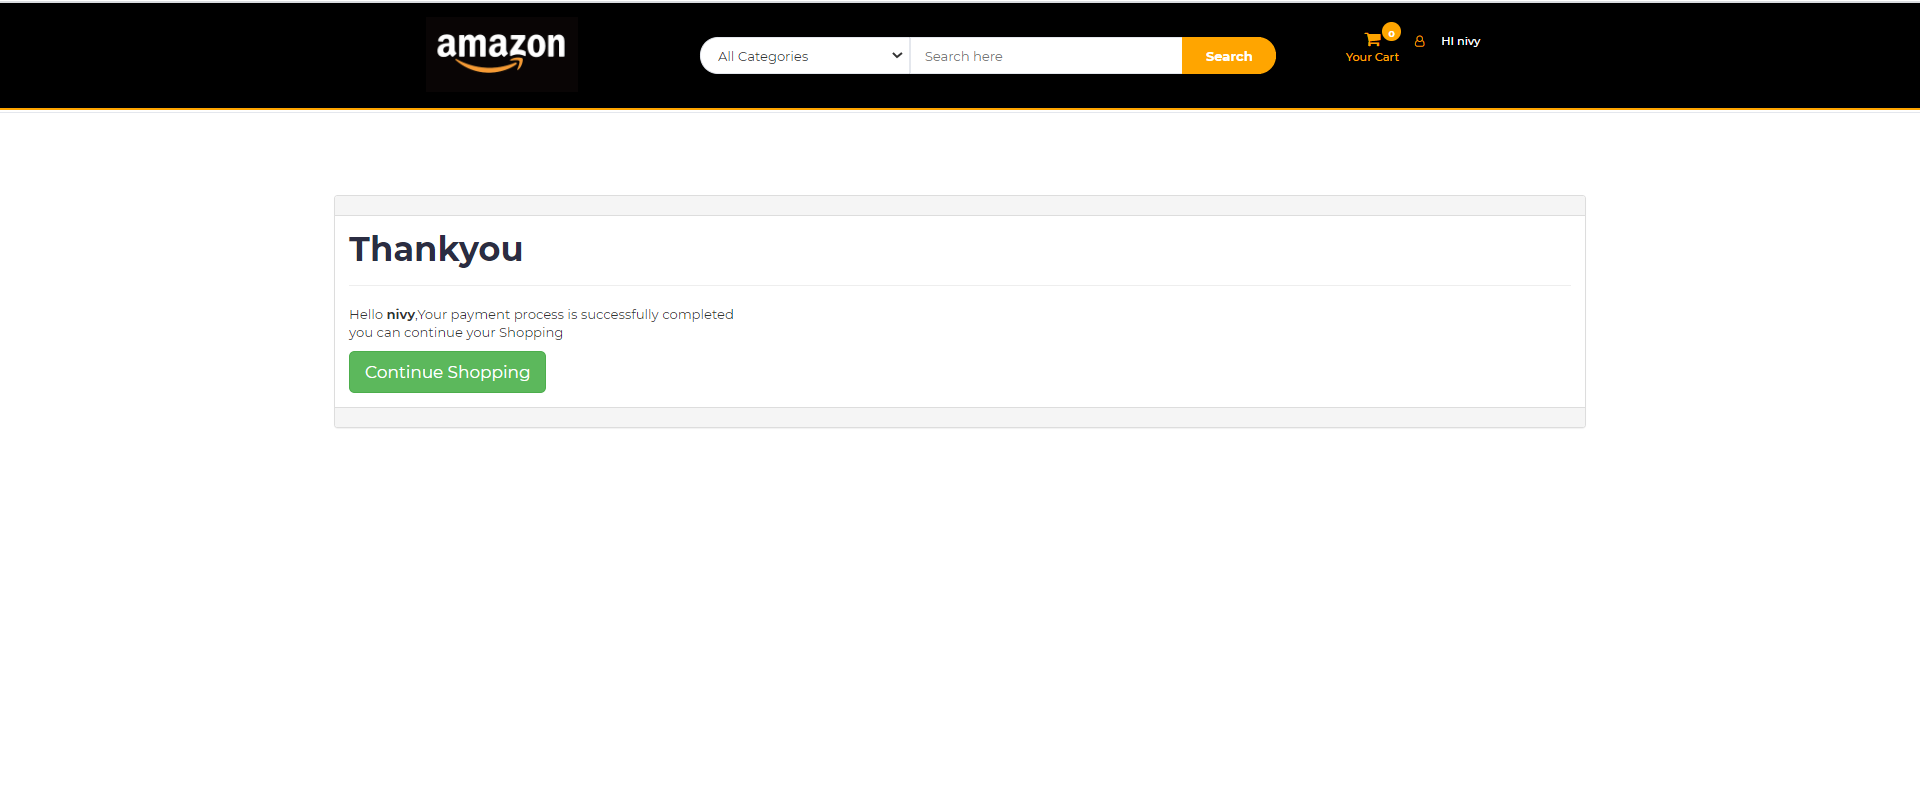 amazon
All Categories
Search here
Search
0
Your Cart
HI nivy
Thankyou
Hello nivy,Your payment process is successfully completed
you can continue your Shopping
Continue Shopping